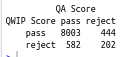 QA Score
QWIP Score pass reject
pass 8003 444
reject 582 202
>